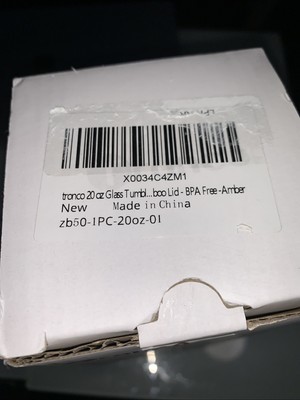 X0034C4ZM1
tronco 20 oz Glass Tumbl...boo Lid - BPA Free -Amber
New Made in China
zb50-1PC-20oz-01